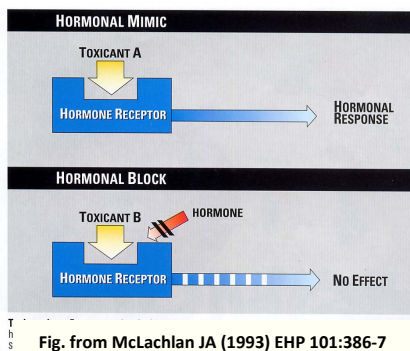 HORMONAL MIMIC
TOXICANT A
HORMONE RECEPTOR
HORMONAL
RESPONSE
HORMONAL BLOCK
TOXICANT B
HORMONE
HORMONE RECEPTOR
NO EFFECT
Fig. from McLachlan JA (1993) EHP 101:386-7